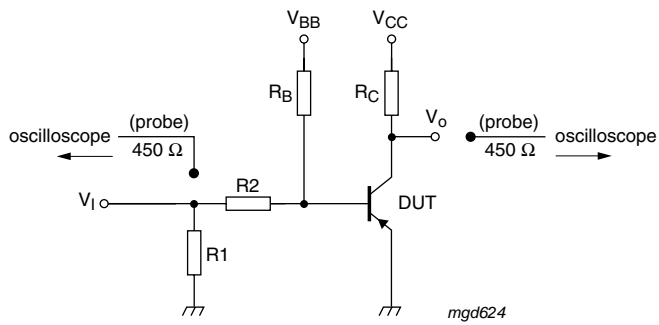 VBB
VCC
RB
RC
(probe)
oscilloscope
450 Ω
Vo
(probe)
oscilloscope
450 Ω
R2
DUT
VI
R1
mgd624